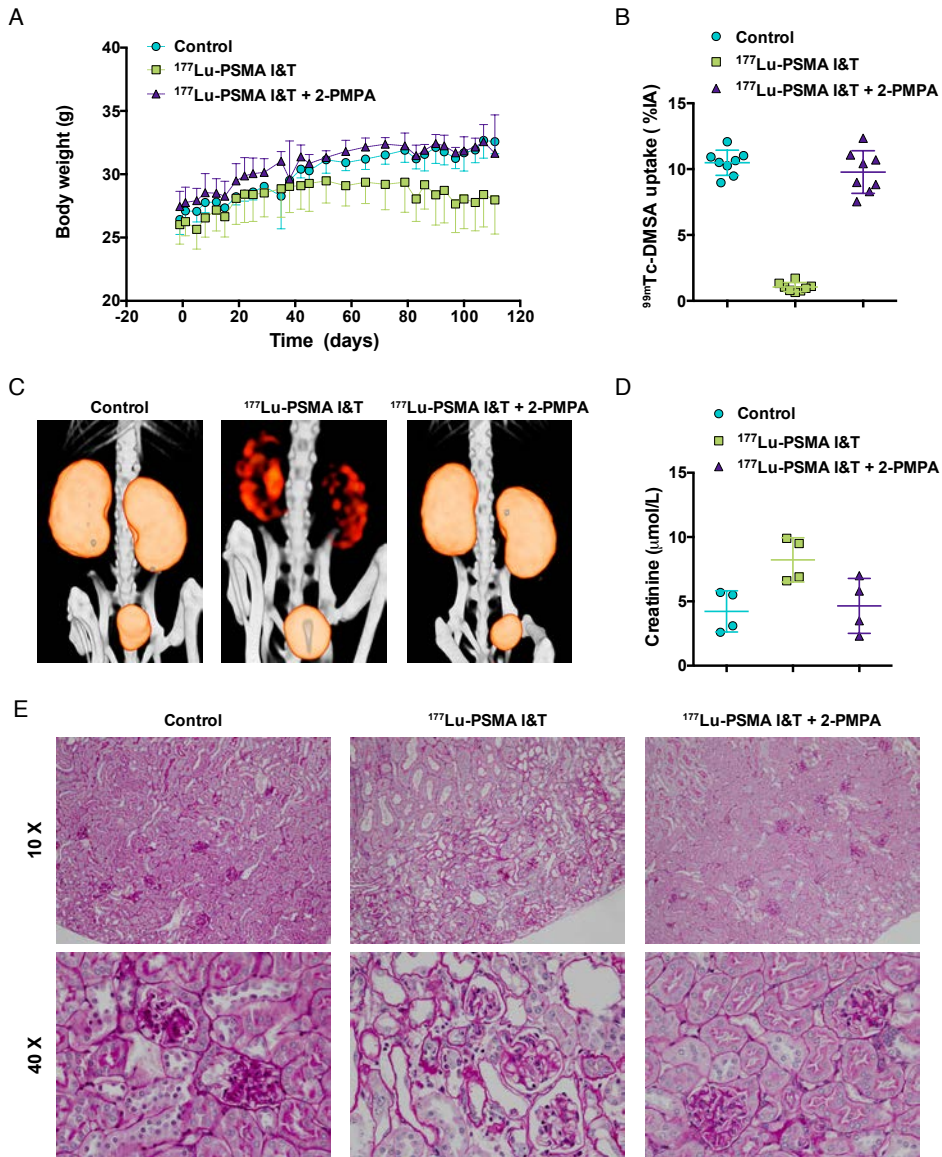 A
Control
¹⁷⁷Lu-PSMA I&T
¹⁷⁷Lu-PSMA I&T + 2-PMPA
Body weight (g)
40
35
30
25
20
-20
0
20
40
60
80
100
120
Time (days)
B
Control
¹⁷⁷Lu-PSMA I&T
¹⁷⁷Lu-PSMA I&T + 2-PMPA
⁹⁹ᵐTc-DMSA uptake ( %IA)
15
10
5
0
C
Control
¹⁷⁷Lu-PSMA I&T
¹⁷⁷Lu-PSMA I&T + 2-PMPA
D
Control
¹⁷⁷Lu-PSMA I&T
¹⁷⁷Lu-PSMA I&T + 2-PMPA
Creatinine (μmol/L)
15
10
5
0
E
Control
¹⁷⁷Lu-PSMA I&T
¹⁷⁷Lu-PSMA I&T + 2-PMPA
10 X
40 X